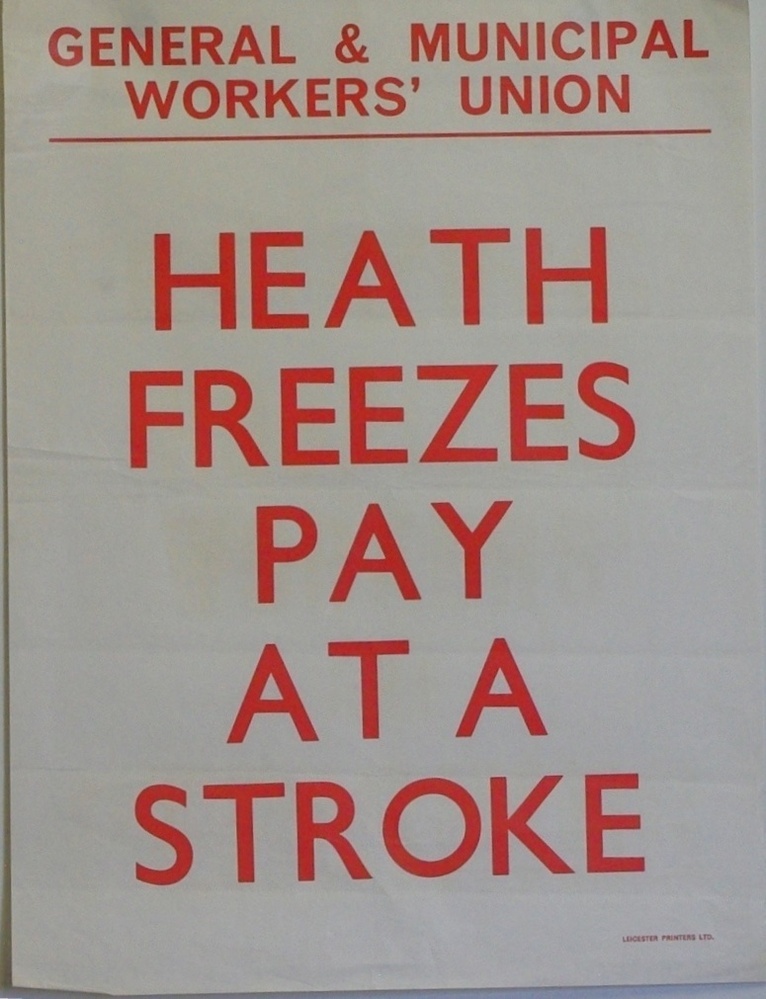 GENERAL & MUNICIPAL
WORKERS' UNION
HEATH
FREEZES
PAY
AT A
STROKE
LEICESTER PRINTERS LTD.